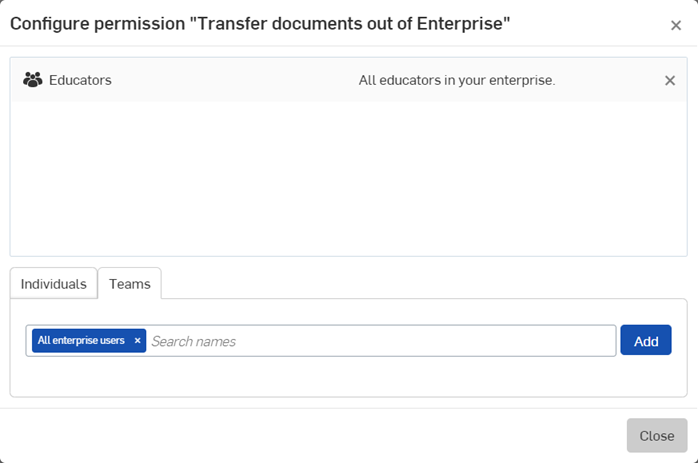 Configure permission "Transfer documents out of Enterprise" ×
Educators All educators in your enterprise. ×
Individuals Teams
All enterprise users × Search names Add
Close